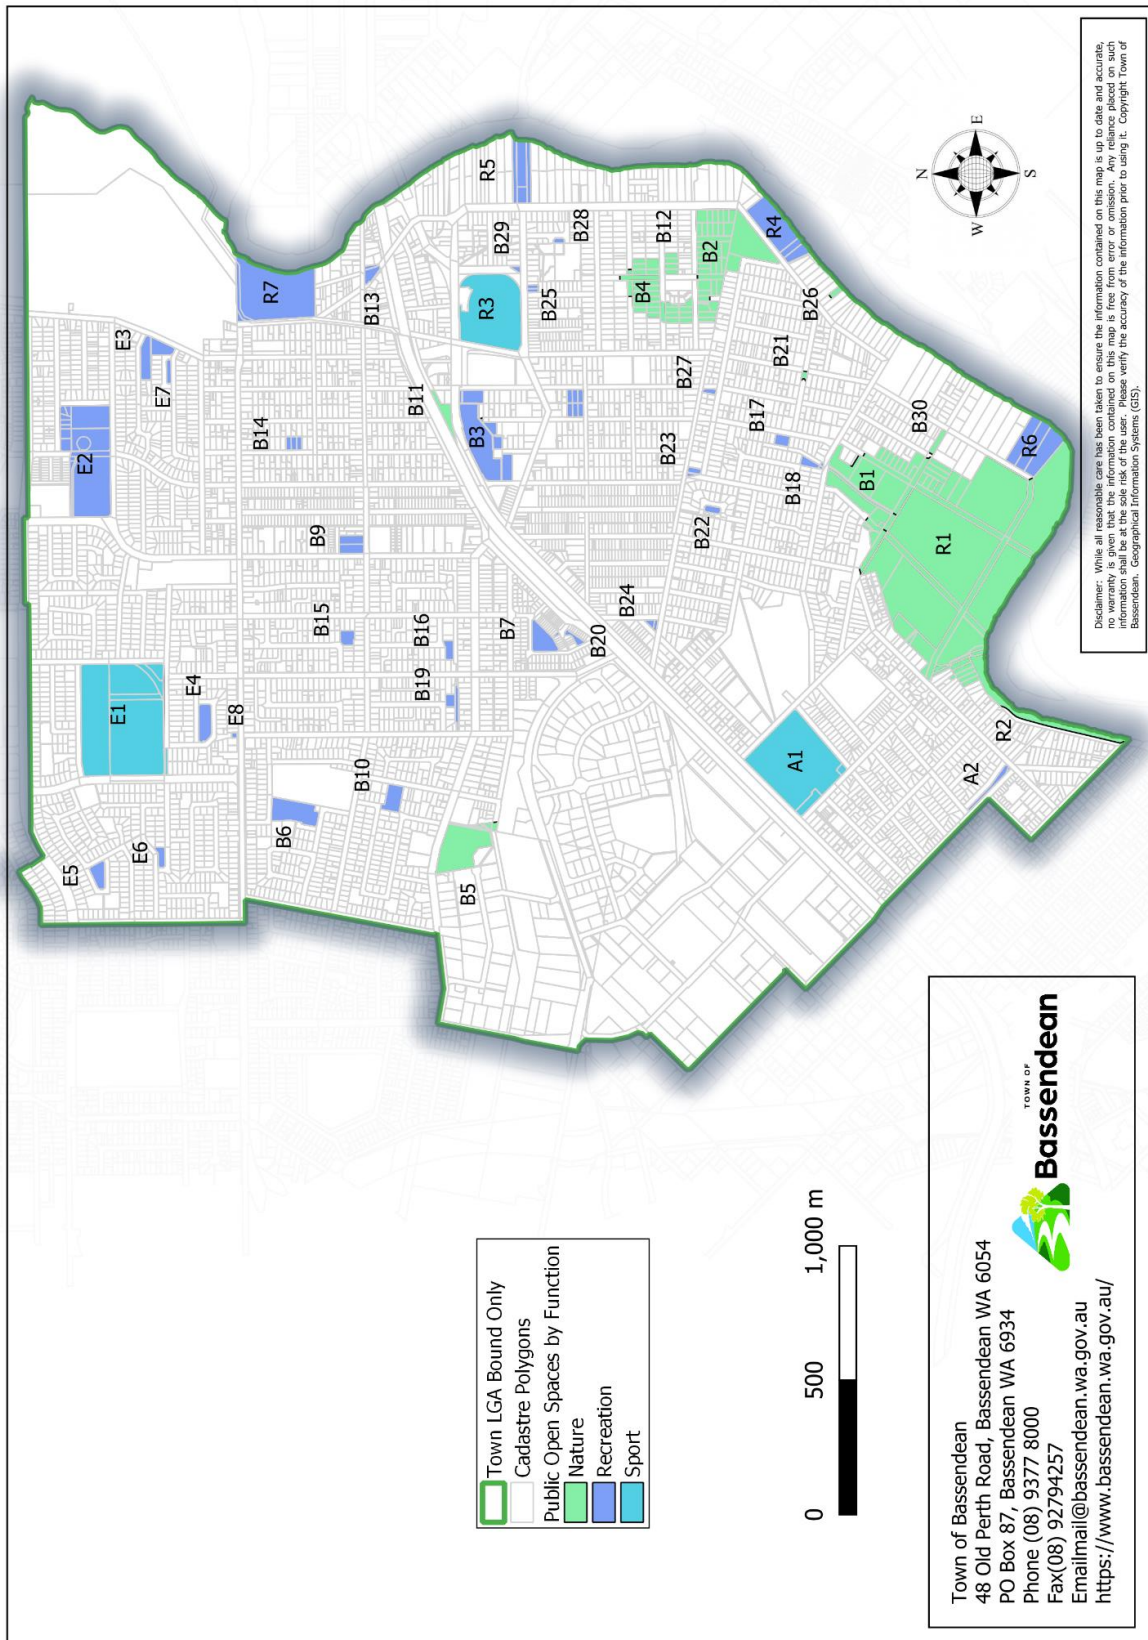 E5
E6
E1
E4
E8
E2
E3
E7
B6
B10
B15
B9
B14
R7
B13
B5
B19
B16
B7
B20
B11
B3
R3
B29
R5
B25
B28
B24
B22
B23
B27
B4
B12
B2
R4
B26
B21
B17
B18
B1
B30
R1
R6
A1
A2
R2
N
W
E
S
Town LGA Bound Only
Cadastre Polygons
Public Open Spaces by Function
Nature
Recreation
Sport
0
500
1,000 m
Town of Bassendean
48 Old Perth Road, Bassendean WA 6054
PO Box 87, Bassendean WA 6934
Phone (08) 9377 8000
Fax(08) 92794257
Emailmail@bassendean.wa.gov.au
https://www.bassendean.wa.gov.au/
TOWN OF
Bassendean
Disclaimer: While all reasonable care has been taken to ensure the information contained on this map is up to date and accurate,
no warranty is given that the information contained on this map is free from error or omission. Any reliance placed on such
information shall be at the sole risk of the user. Please verify the accuracy of the information prior to using it. Copyright Town of
Bassendean. Geographical Information Systems (GIS).